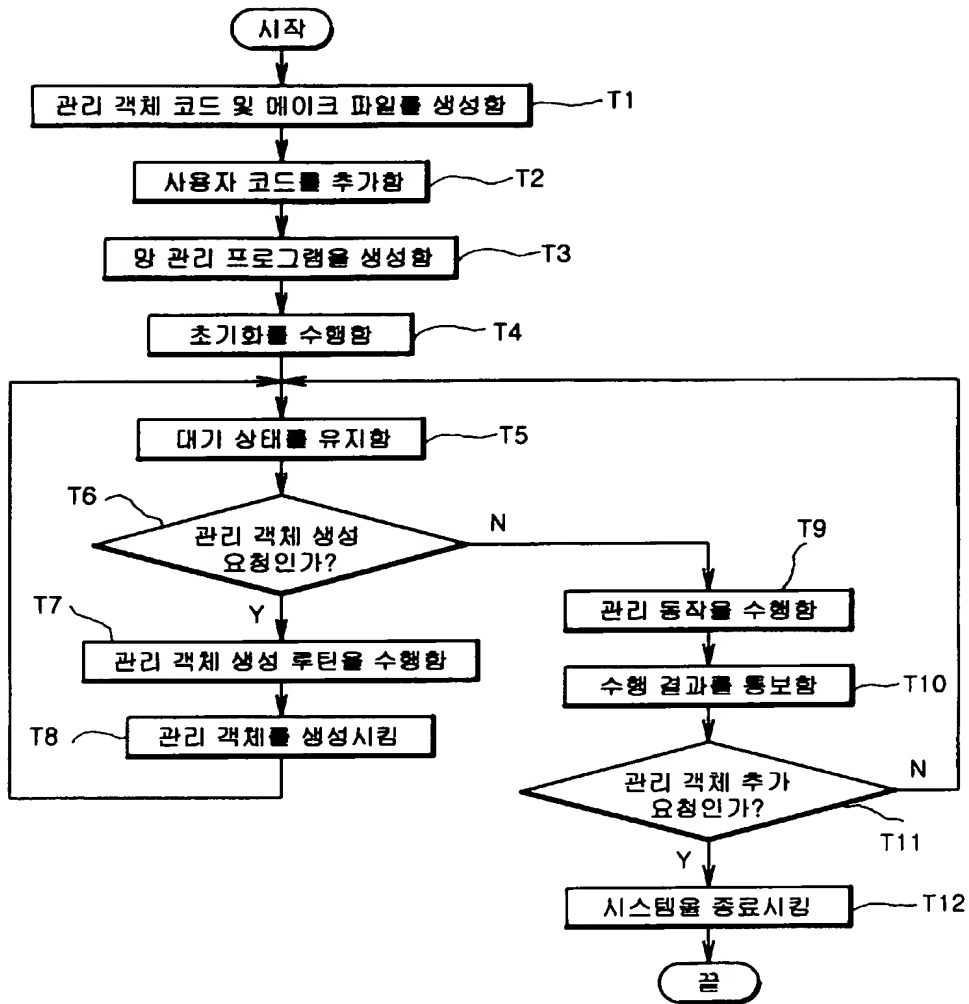 시작
관리 객체 코드 및 메이크 파일를 생성함
T1
사용자 코드를 추가함
T2
망 관리 프로그램을 생성함
T3
초기화를 수행함
T4
대기 상태를 유지함
T5
T6
관리 객체 생성
요청인가?
N
Y
T9
관리 동작을 수행함
T7
관리 객체 생성 루틴을 수행함
수행 결과를 통보함
T10
T8
관리 객체를 생성시킴
관리 객체 추가
요청인가?
N
T11
Y
시스템을 종료시킴
T12
끝